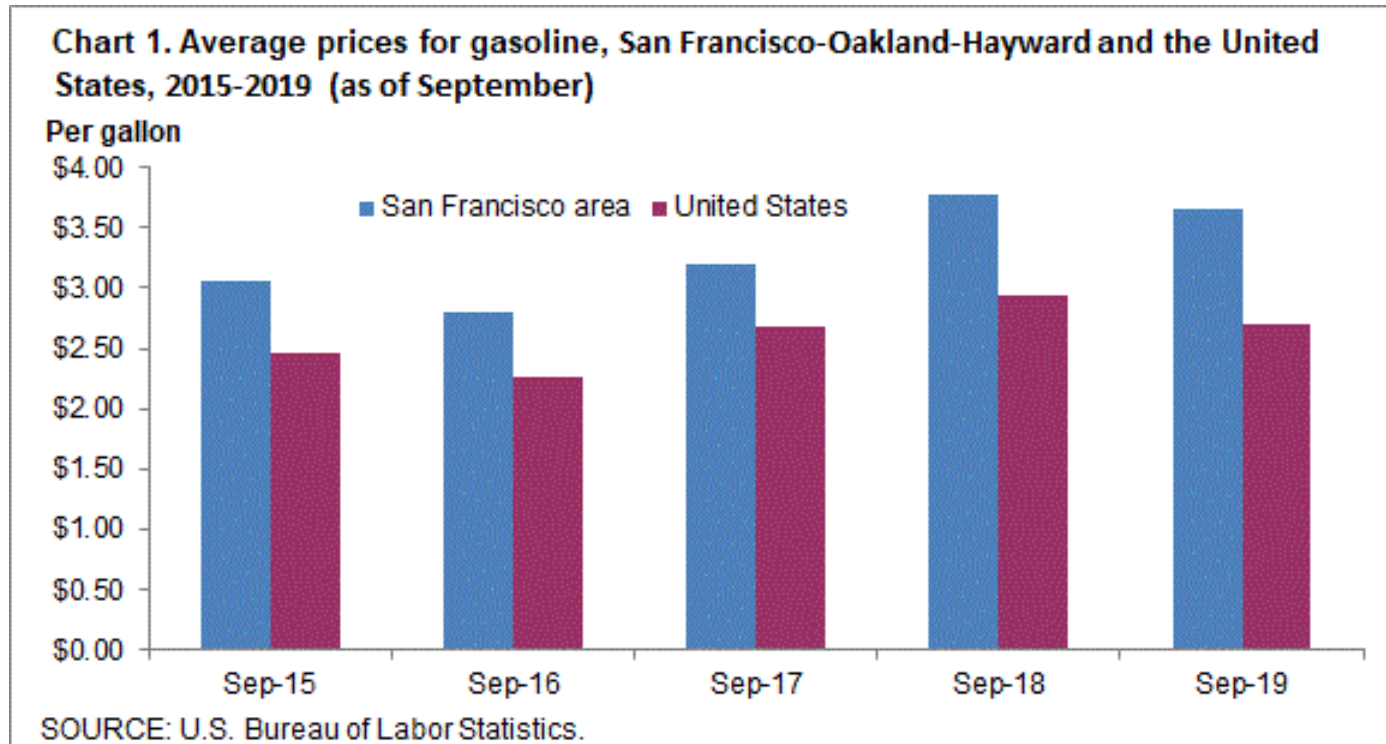 Chart 1. Average prices for gasoline, San Francisco-Oakland-Hayward and the United
States, 2015-2019 (as of September)
Per gallon
$4.00
$3.50
$3.00
$2.50
$2.00
$1.50
$1.00
$0.50
$0.00
San Francisco area United States
Sep-15 Sep-16 Sep-17 Sep-18 Sep-19
SOURCE: U.S. Bureau of Labor Statistics.